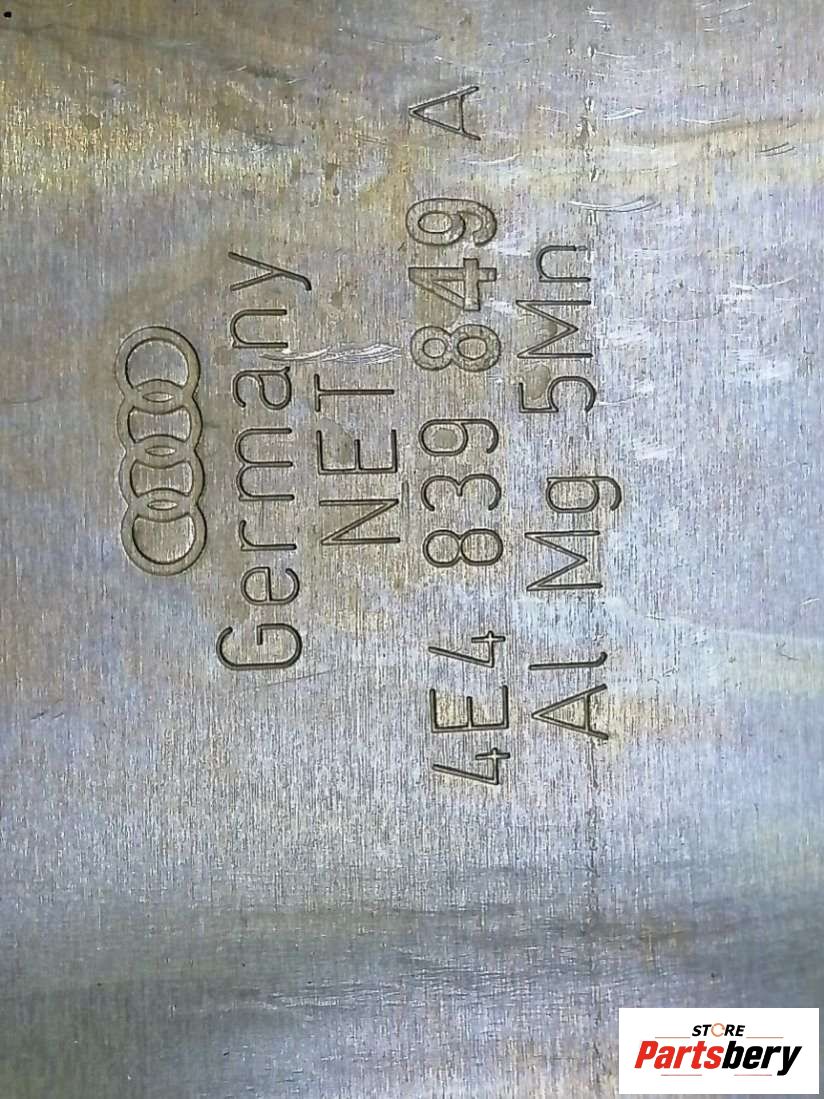 Germany
NET
4E4 839 849 A
Al Mg 5Mn
STORE
Partsbery